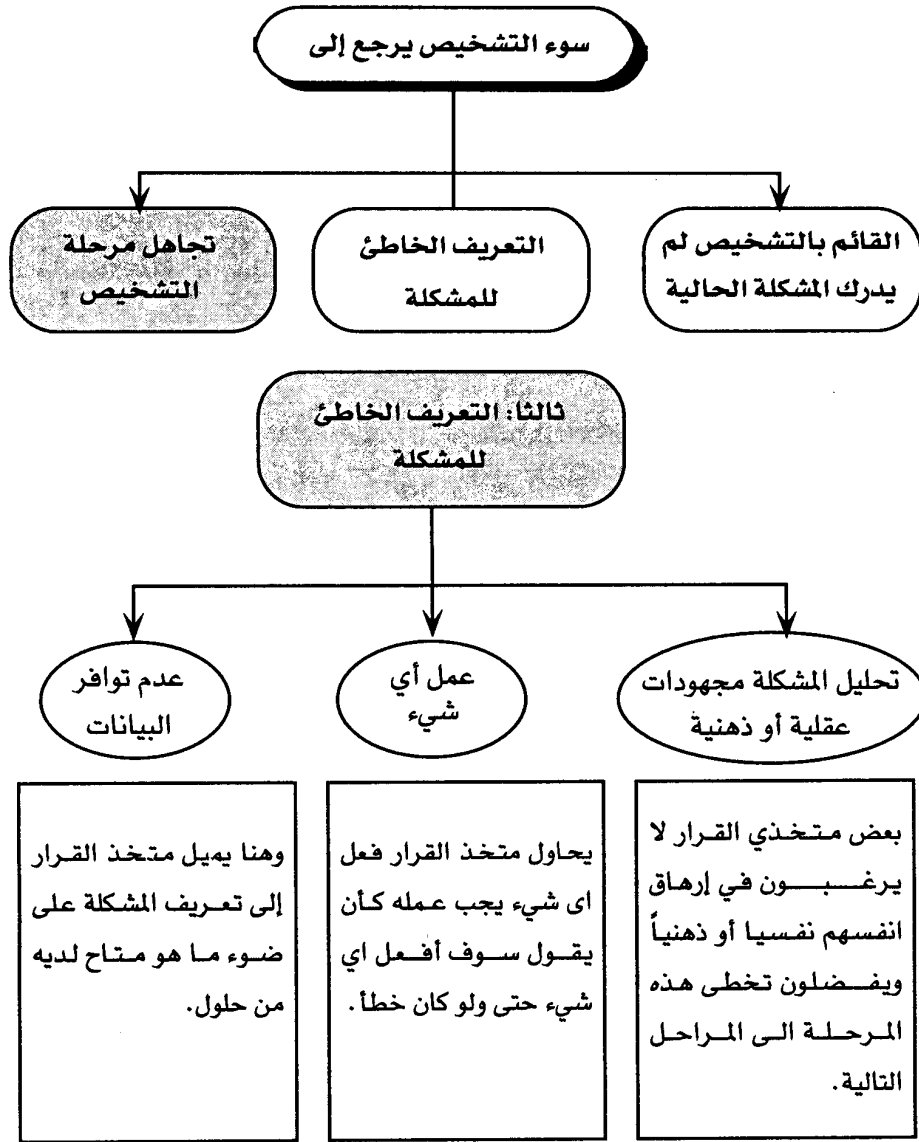 سوء التشخيص يرجع إلى
القائم بالتشخيص لم
يدرك المشكلة الحالية
التعريف الخاطئ
للمشكلة
تجاهل مرحلة
التشخيص
ثالثا: التعريف الخاطئ
للمشكلة
تحليل المشكلة مجهودات
عقلية أو ذهنية
عمل أي
شيء
عدم توافر
البيانات
بعض متخذي القرار لا
يرغبون في إرهاق
انفسهم نفسيا أو ذهنياً
ويفضلون تخطى هذه
المرحلة الى المراحل
التالية.
يحاول متخذ القرار فعل
اى شيء يجب عمله كأن
يقول سوف أفعل اي
شيء حتى ولو كان خطأ.
وهنا يميل متخذ القرار
إلى تعريف المشكلة على
ضوء ما هو متاح لديه
من حلول.